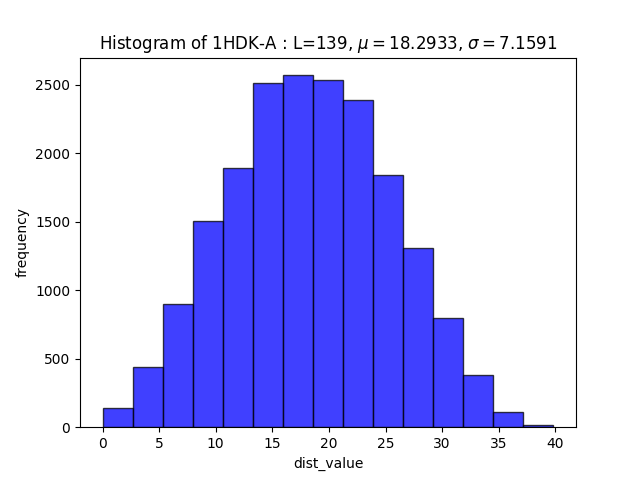 Histogram of 1HDK-A : L=139, μ = 18.2933, σ = 7.1591
2500
2000
1500
1000
500
0
frequency
0 5 10 15 20 25 30 35 40
dist_value